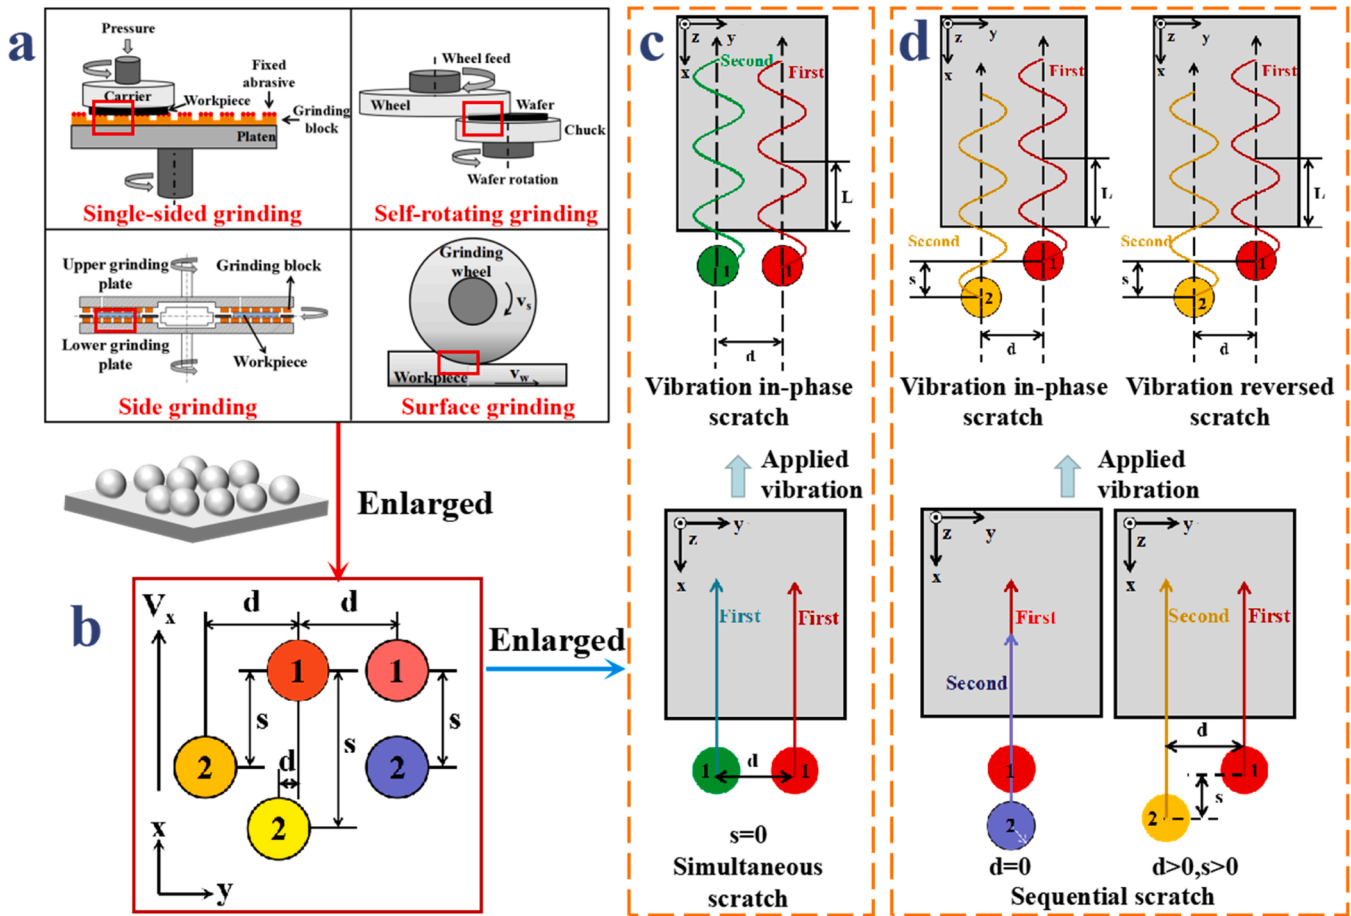 a
Pressure
Carrier
Workpiece
Fixed
abrasive
Grinding
block
Platen
Single-sided grinding
Wheel feed
Wheel
Wafer
Chuck
Wafer rotation
Self-rotating grinding
Upper grinding
plate
Grinding block
Lower grinding
plate
Workpiece
Side grinding
Grinding
wheel
vs
Workpiece
vw
Surface grinding
Enlarged
b
Vx
d
d
1
1
s
s
s
2
d
2
2
x
y
Enlarged
c
z
y
x
Second
First
L
1
1
d
Vibration in-phase
scratch
Applied
vibration
z
y
x
First
First
1
d
1
s=0
Simultaneous
scratch
d
z
y
x
First
L
Second
s
1
2
d
Vibration in-phase
scratch
z
y
x
First
L
Second
s
1
2
d
Vibration reversed
scratch
Applied
vibration
z
y
x
First
Second
1
2
d=0
z
y
x
Second
First
d
1
s
2
d>0,s>0
Sequential scratch